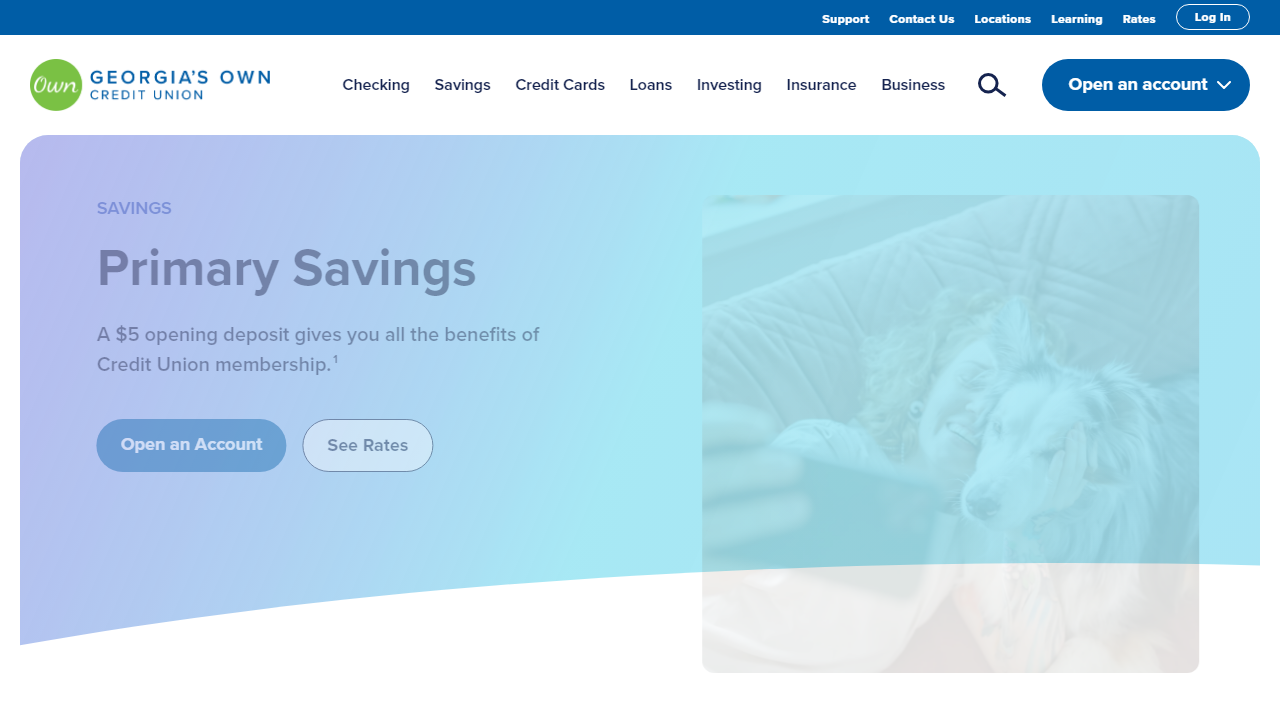 Support Contact Us Locations Learning Rates Log In
Own GEORGIA'S OWN
CREDIT UNION
Checking Savings Credit Cards Loans Investing Insurance Business
Open an account
SAVINGS
Primary Savings
A $5 opening deposit gives you all the benefits of
Credit Union membership.¹
Open an Account See Rates